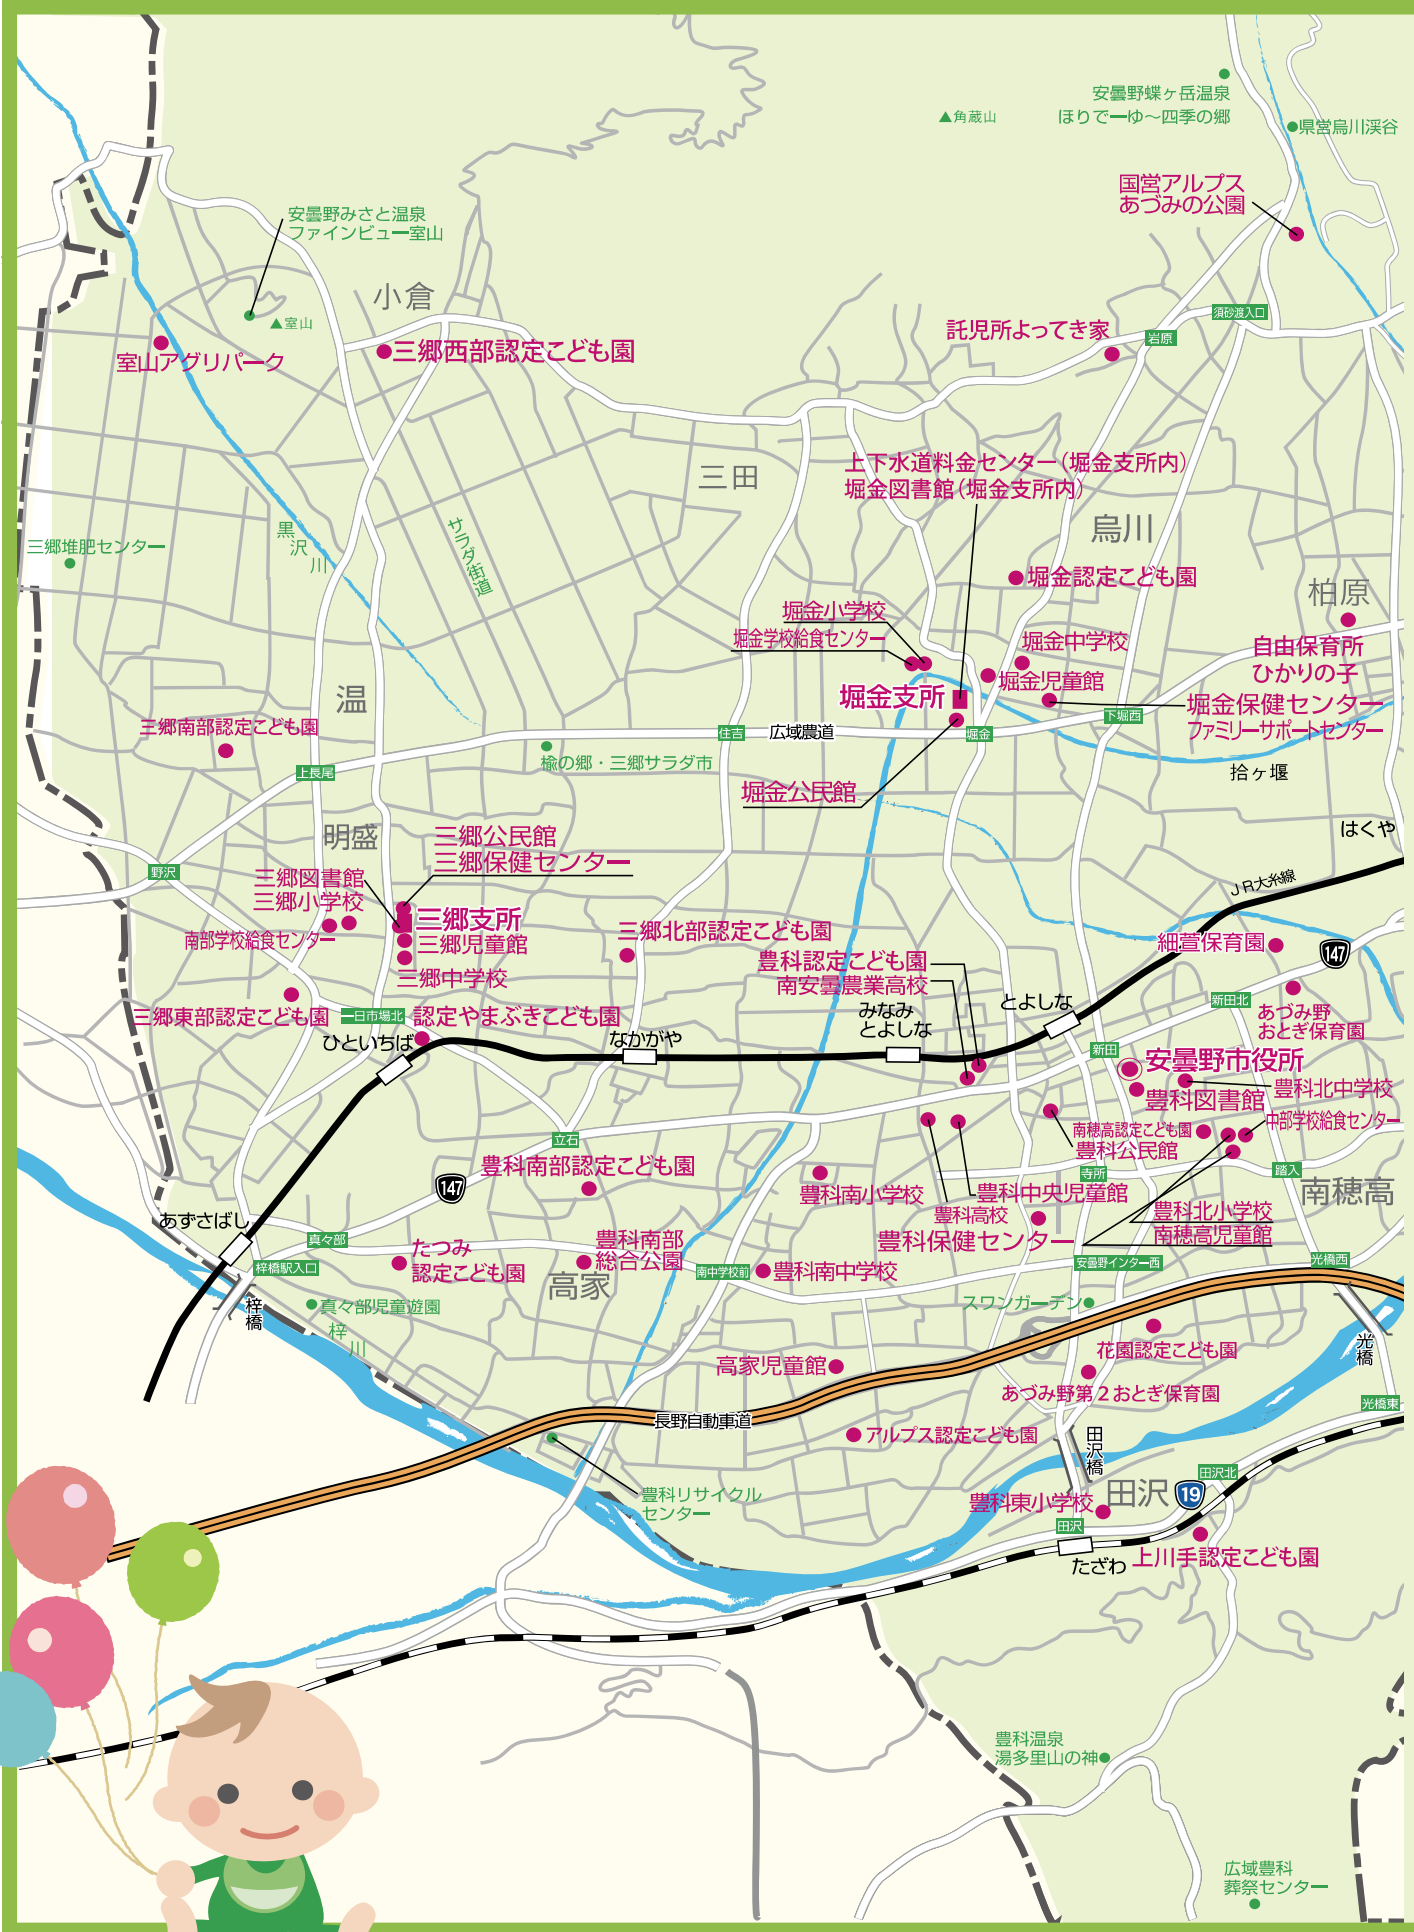 安曇野蝶ヶ岳温泉
ほりでーゆ〜四季の郷
▲角蔵山
県営烏川渓谷
国営アルプス
あづみの公園
安曇野みさと温泉
ファインビュー室山
小倉
▲室山
須砂渡入口
託児所よってき家
岩原
室山アグリパーク
三郷西部認定こども園
三田
上下水道料金センター（堀金支所内）
堀金図書館（堀金支所内）
烏川
黒沢川
サラダ街道
三郷堆肥センター
堀金認定こども園
柏原
堀金小学校
堀金学校給食センター
堀金中学校
自由保育所
ひかりの子
堀金児童館
堀金支所
堀金保健センター
ファミリーサポートセンター
温
下堀西
三郷南部認定こども園
住吉
広域農道
堀金
楡の郷・三郷サラダ市
上長尾
拾ヶ堰
堀金公民館
はくや
明盛
三郷公民館
三郷保健センター
野沢
三郷図書館
三郷小学校
JR大糸線
三郷支所
南部学校給食センター
三郷児童館
三郷北部認定こども園
細萱保育園
147
豊科認定こども園
南安曇農業高校
三郷中学校
みなみ
とよしな
とよしな
新田北
あづみ野
おとぎ保育園
三郷東部認定こども園
一日市場北
認定やまぶきこども園
ひといちば
なかがや
新田
安曇野市役所
豊科北中学校
豊科図書館
中部学校給食センター
南穂高認定こども園
豊科公民館
立石
豊科南部認定こども園
147
寺所
踏入
南穂高
豊科南小学校
豊科中央児童館
豊科高校
豊科北小学校
南穂高児童館
豊科保健センター
あずさばし
真々部
たつみ
認定こども園
豊科南部
総合公園
高家
南中学校前
豊科南中学校
安曇野インター西
光橋西
梓橋駅入口
梓橋
真々部児童遊園
梓川
スワンガーデン
花園認定こども園
光橋
高家児童館
あづみ野第2おとぎ保育園
光橋東
長野自動車道
アルプス認定こども園
田沢橋
田沢北
豊科リサイクル
センター
豊科東小学校
田沢
19
田沢
たざわ
上川手認定こども園
豊科温泉
湯多里山の神
広域豊科
葬祭センター